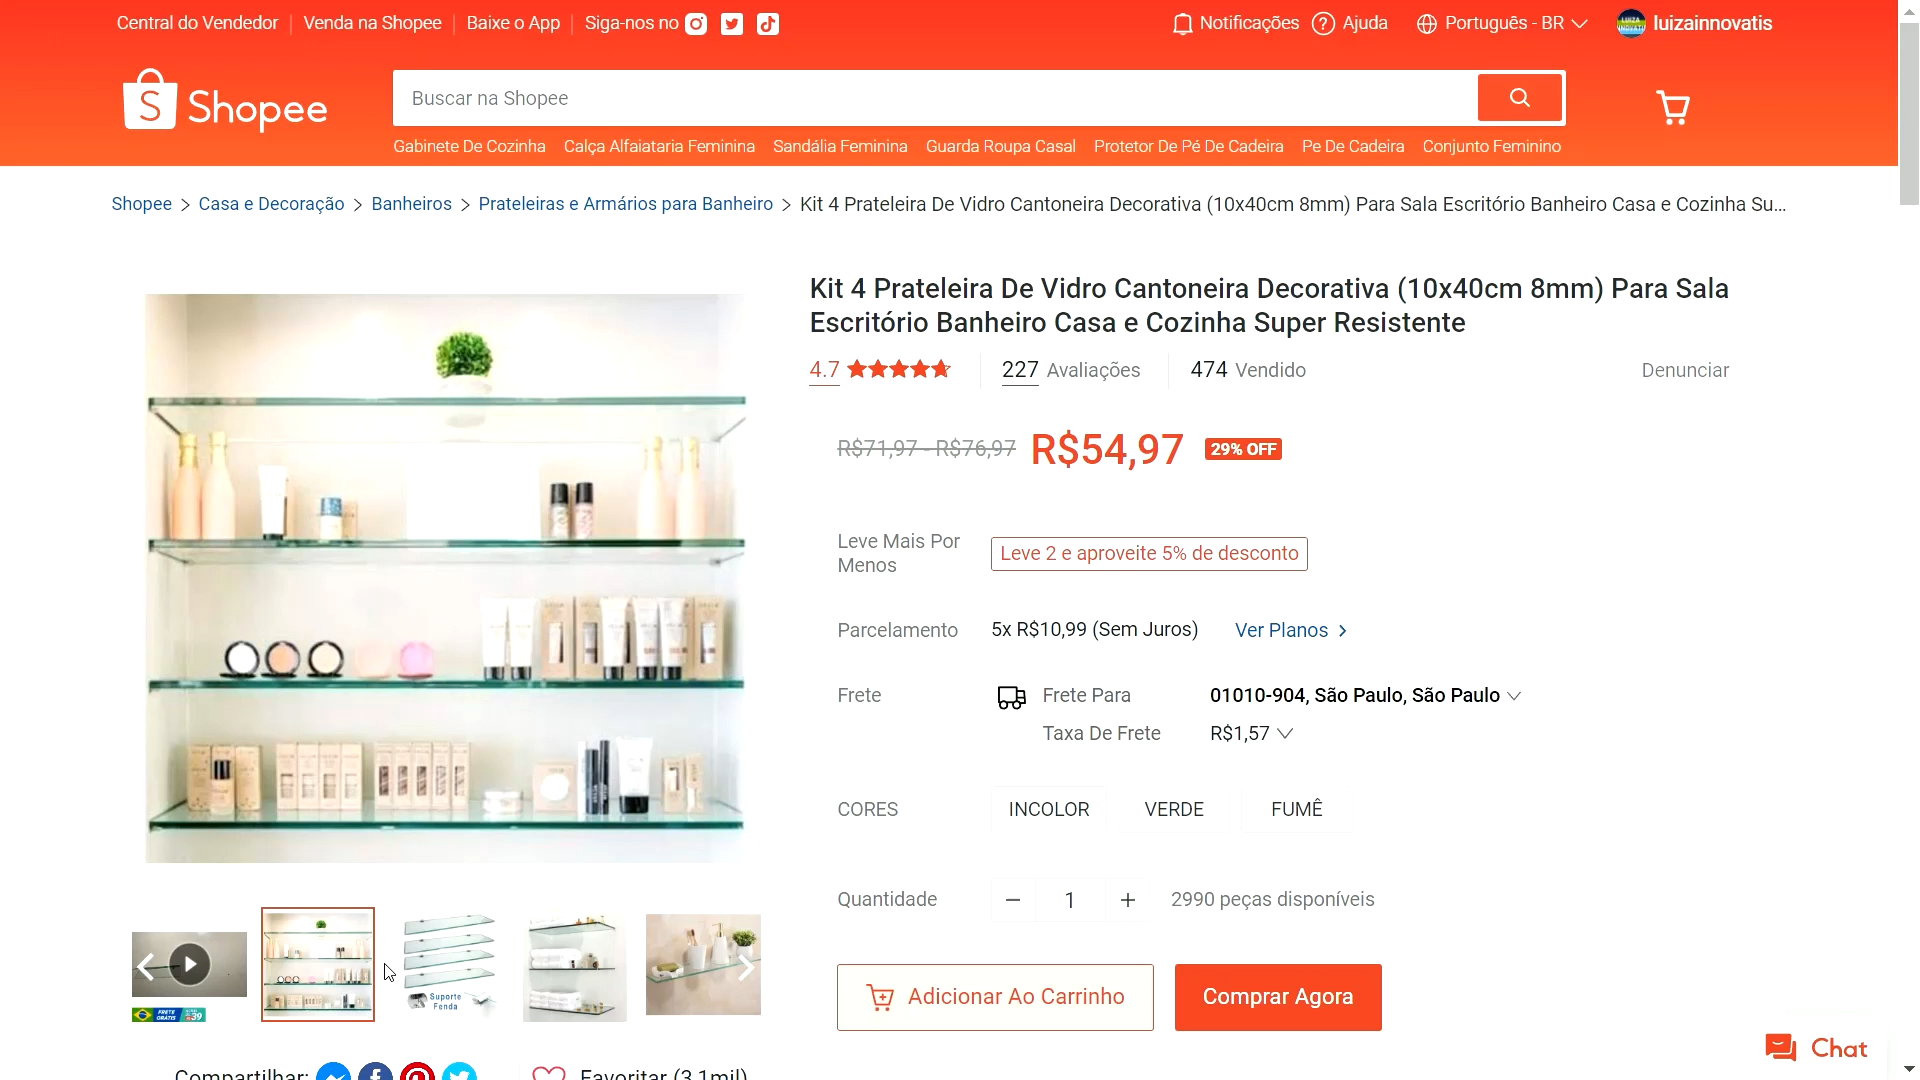 Central do Vendedor Venda na Shopee Baixe o App Siga-nos no Notificações Ajuda Português - BR luizainnovatis
Shopee
Buscar na Shopee
Gabinete De Cozinha Calça Alfaiataria Feminina Sandália Feminina Guarda Roupa Casal Protetor De Pé De Cadeira Pe De Cadeira Conjunto Feminino
Shopee > Casa e Decoração > Banheiros > Prateleiras e Armários para Banheiro > Kit 4 Prateleira De Vidro Cantoneira Decorativa (10x40cm 8mm) Para Sala Escritório Banheiro Casa e Cozinha Su...
Kit 4 Prateleira De Vidro Cantoneira Decorativa (10x40cm 8mm) Para Sala
Escritório Banheiro Casa e Cozinha Super Resistente
4.7 227 Avaliações 474 Vendido Denunciar
R$71,97 - R$76,97 R$54,97 29% OFF
Leve Mais Por
Menos
Leve 2 e aproveite 5% de desconto
Parcelamento 5x R$10,99 (Sem Juros) Ver Planos >
Frete Frete Para 01010-904, São Paulo, São Paulo
Taxa De Frete R$1,57
CORES INCOLOR VERDE FUMÊ
Quantidade − 1 + 2990 peças disponíveis
Suporte
Fenda
FRETE
GRÁTIS
39
Adicionar Ao Carrinho Comprar Agora
Chat
Compartilhar: Favoritar (3,1mil)